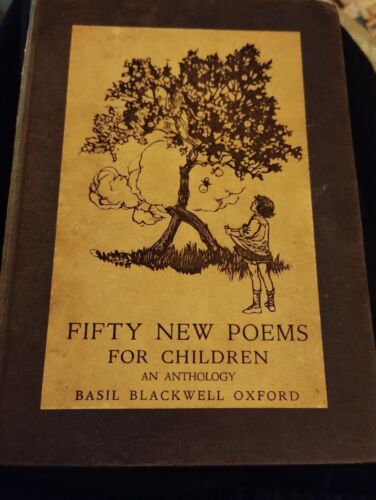 FIFTY NEW POEMS
FOR CHILDREN
AN ANTHOLOGY
BASIL BLACKWELL OXFORD